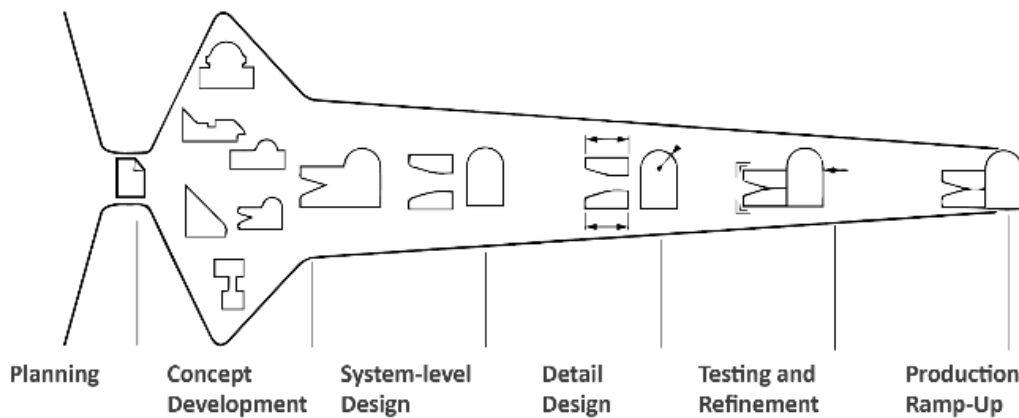 Planning
Concept
Development
System-level
Design
Detail
Design
Testing and
Refinement
Production
Ramp-Up